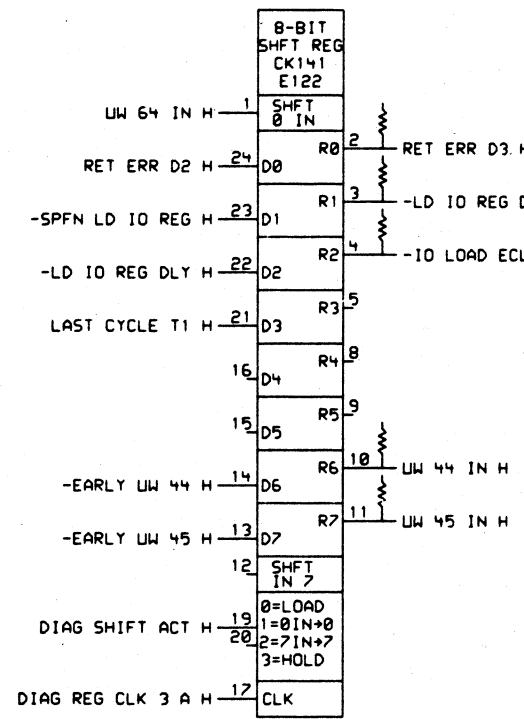 8-BIT
SHFT REG
CK141
E122
UW 64 IN H 1 SHFT
0 IN
R0 2 RET ERR D3 H
RET ERR D2 H 24 D0
R1 3 -LD IO REG D
-SPFN LD IO REG H 23 D1
R2 4 -IO LOAD ECL
-LD IO REG DLY H 22 D2
R3 5
LAST CYCLE T1 H 21 D3
R4 8
16 D4
R5 9
15 D5
R6 10 UW 44 IN H
-EARLY UW 44 H 14 D6
R7 11 UW 45 IN H
-EARLY UW 45 H 13 D7
12 SHFT
IN 7
0=LOAD
DIAG SHIFT ACT H 19 1=0IN→0
20 2=7IN→7
3=HOLD
DIAG REG CLK 3 A H 17 CLK